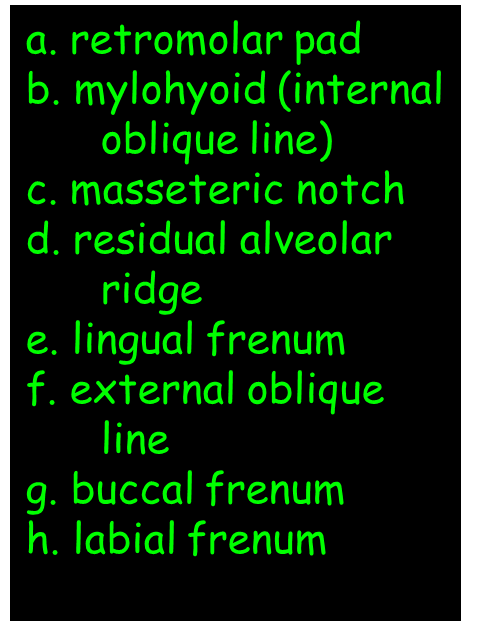 a. retromolar pad
b. mylohyoid (internal
oblique line)
c. masseteric notch
d. residual alveolar
ridge
e. lingual frenum
f. external oblique
line
g. buccal frenum
h. labial frenum